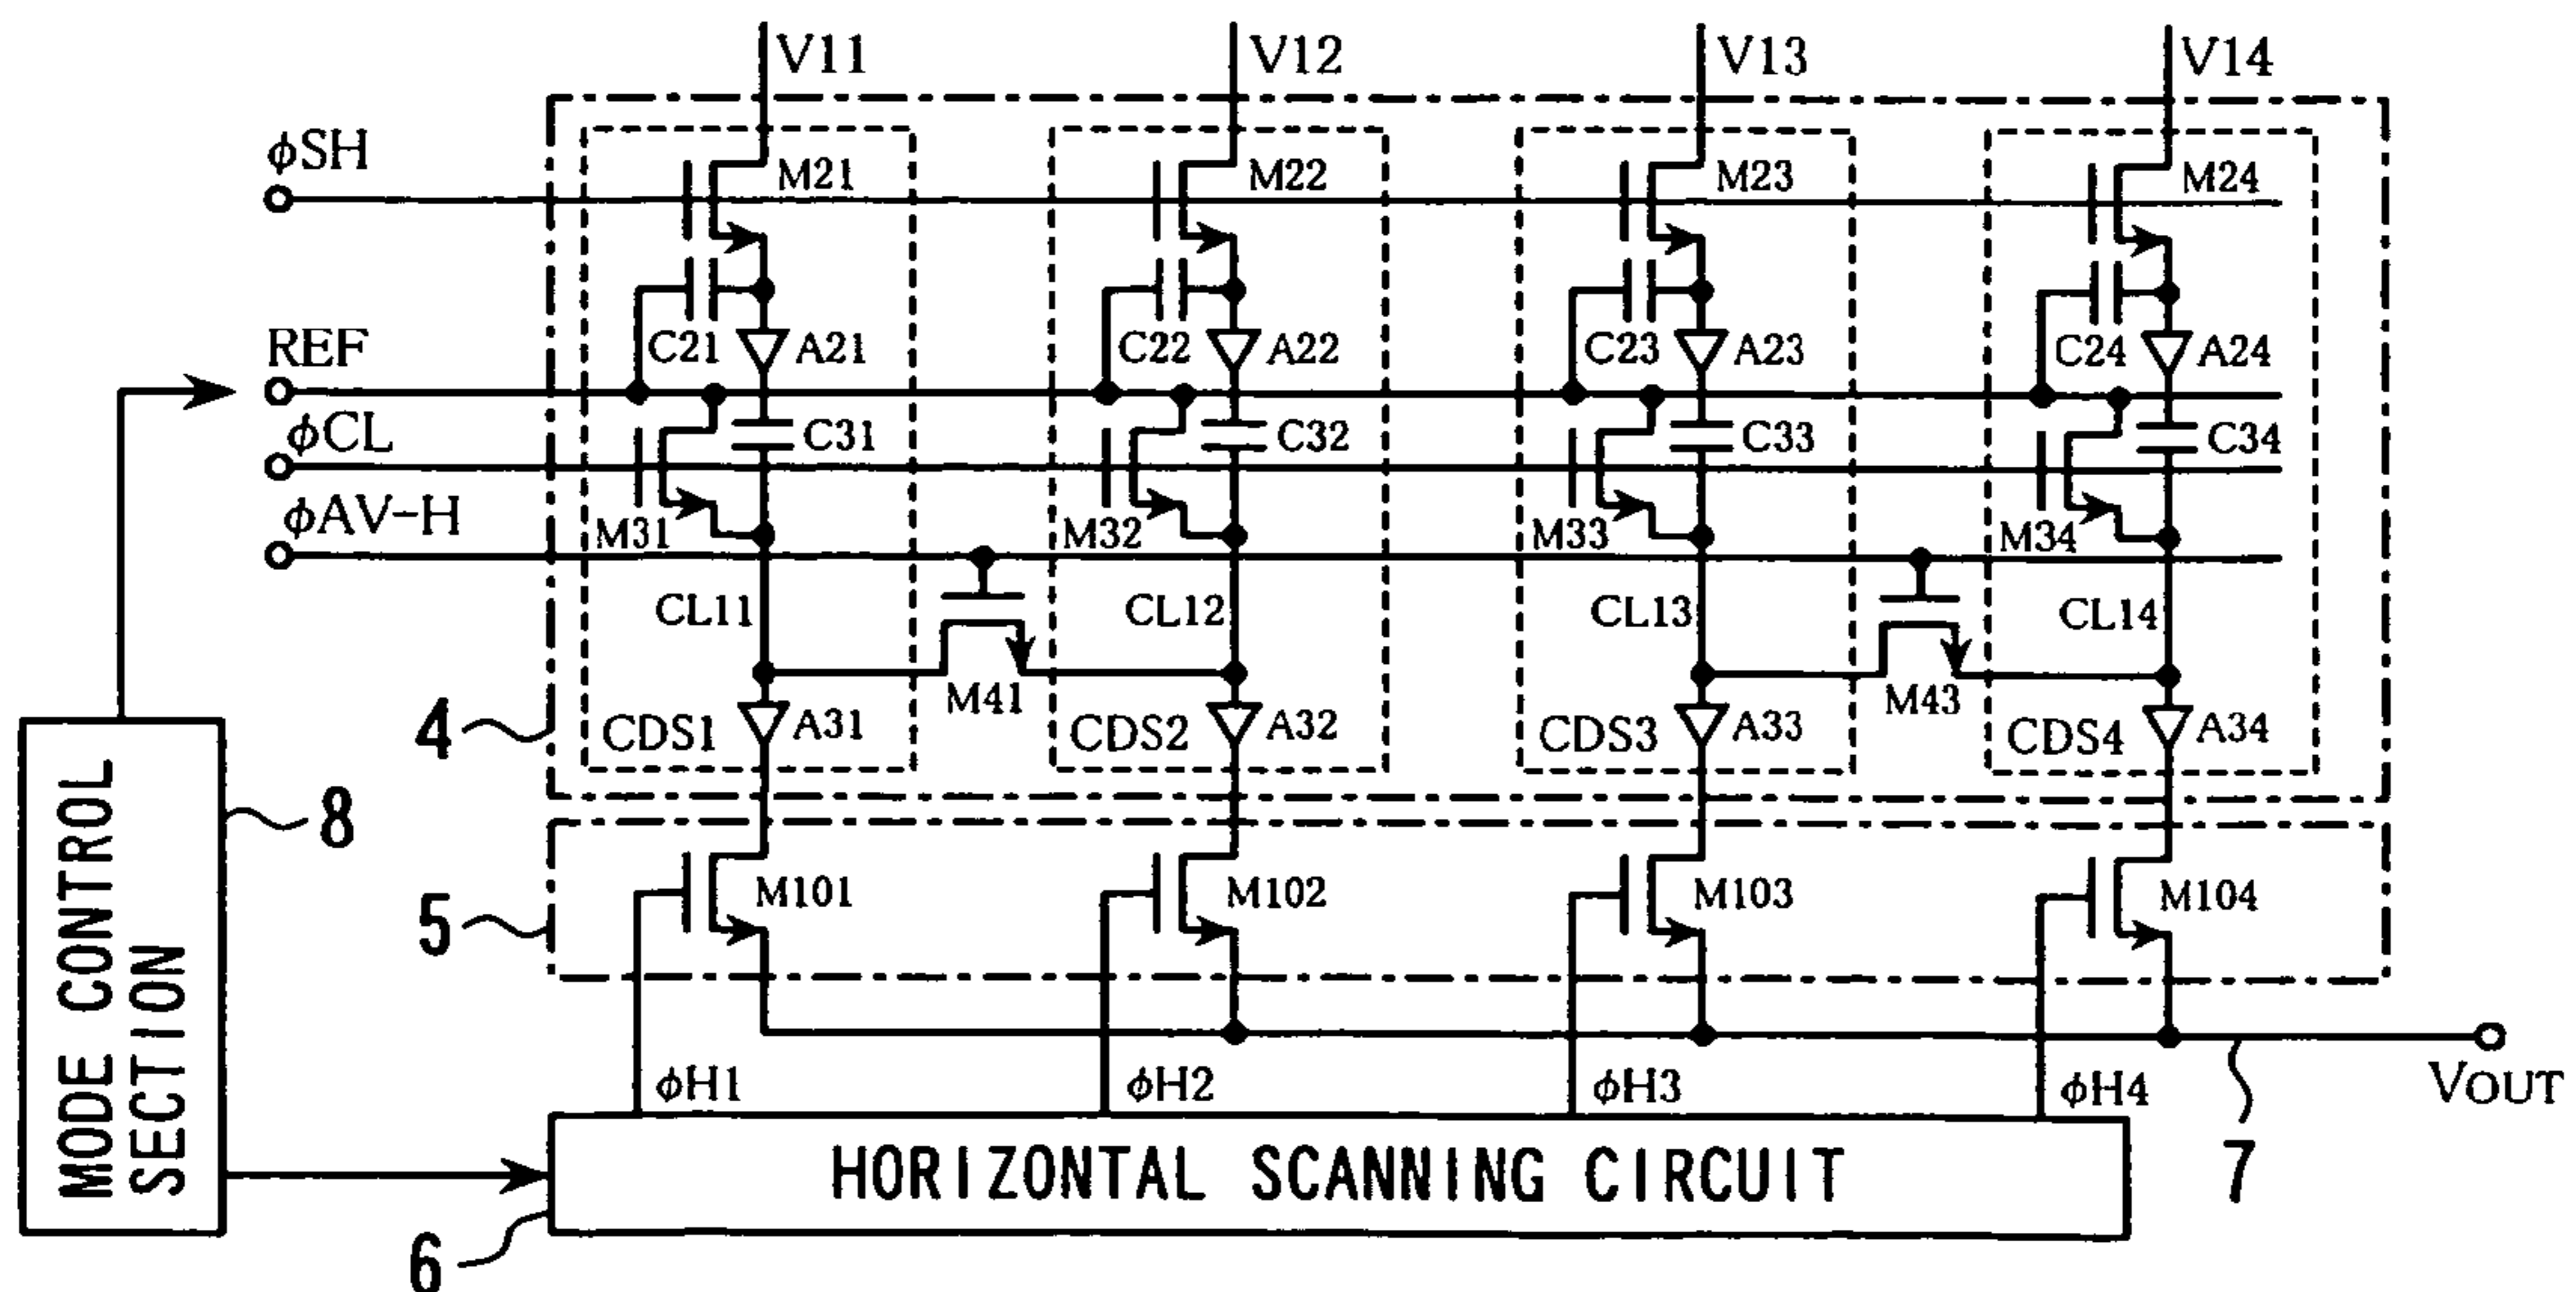 V11 V12 V13 V14
φSH
M21 M22 M23 M24
REF
C21 A21 C22 A22 C23 A23 C24 A24
φCL
C31 C32 C33 C34
φAV-H
M31 M32 M33 M34
CL11 CL12 CL13 CL14
M41 M43
4
CDS1 A31 CDS2 A32 CDS3 A33 CDS4 A34
8
MODE CONTROL
SECTION
5
M101 M102 M103 M104
φH1 φH2 φH3 φH4
VOUT
7
HORIZONTAL SCANNING CIRCUIT
6